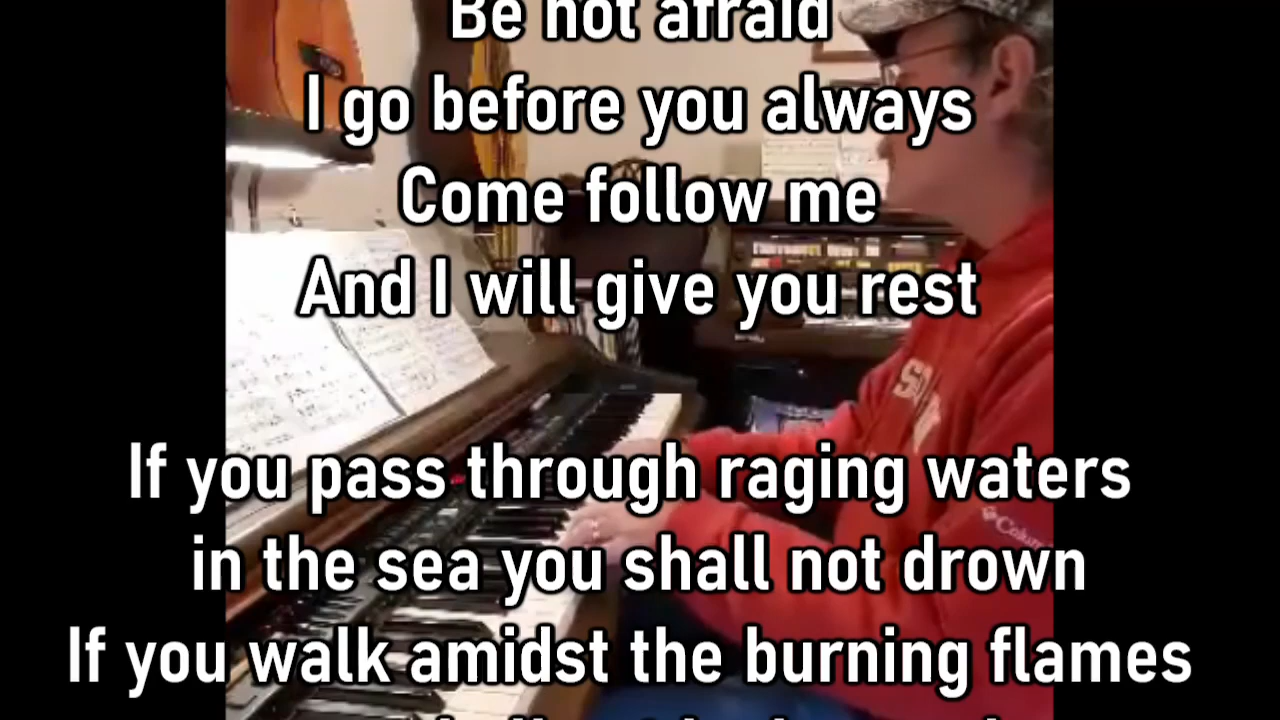 Be not afraid
I go before you always
Come follow me
And I will give you rest
If you pass through raging waters
in the sea you shall not drown
If you walk amidst the burning flames
Columbia